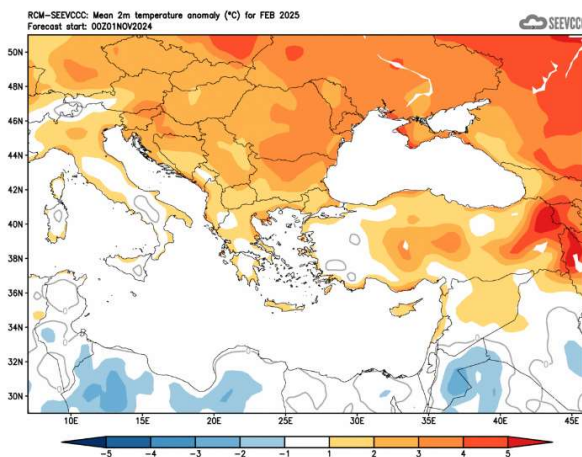 RCM-SEEVCCC: Mean 2m temperature anomaly (°C) for FEB 2025
Forecast start: 00Z01NOV2024
SEEVCCC
50N
48N
46N
44N
42N
40N
38N
36N
34N
32N
30N
10E 15E 20E 25E 30E 35E 40E 45E
-5 -4 -3 -2 -1 1 2 3 4 5